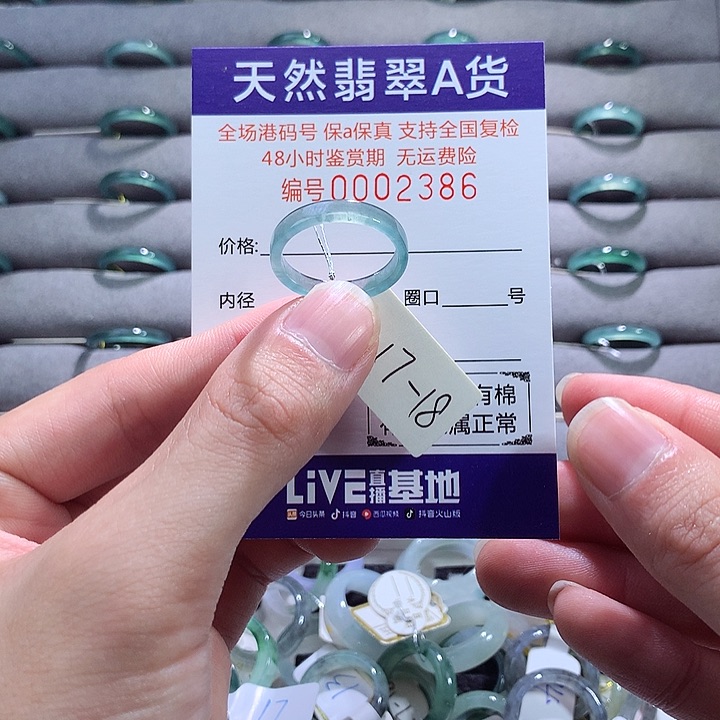 天然翡翠A货
全场港码号 保a保真 支持全国复检
48小时鉴赏期 无运费险
编号0002386
价格:
内径
圈口 号
17-18
有棉
属正常
LiVE直播基地
今日头条 抖音 西瓜视频 抖音火山版
17